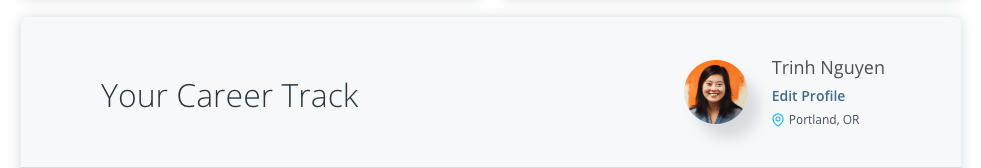 Your Career Track
Trinh Nguyen
Edit Profile
Portland, OR